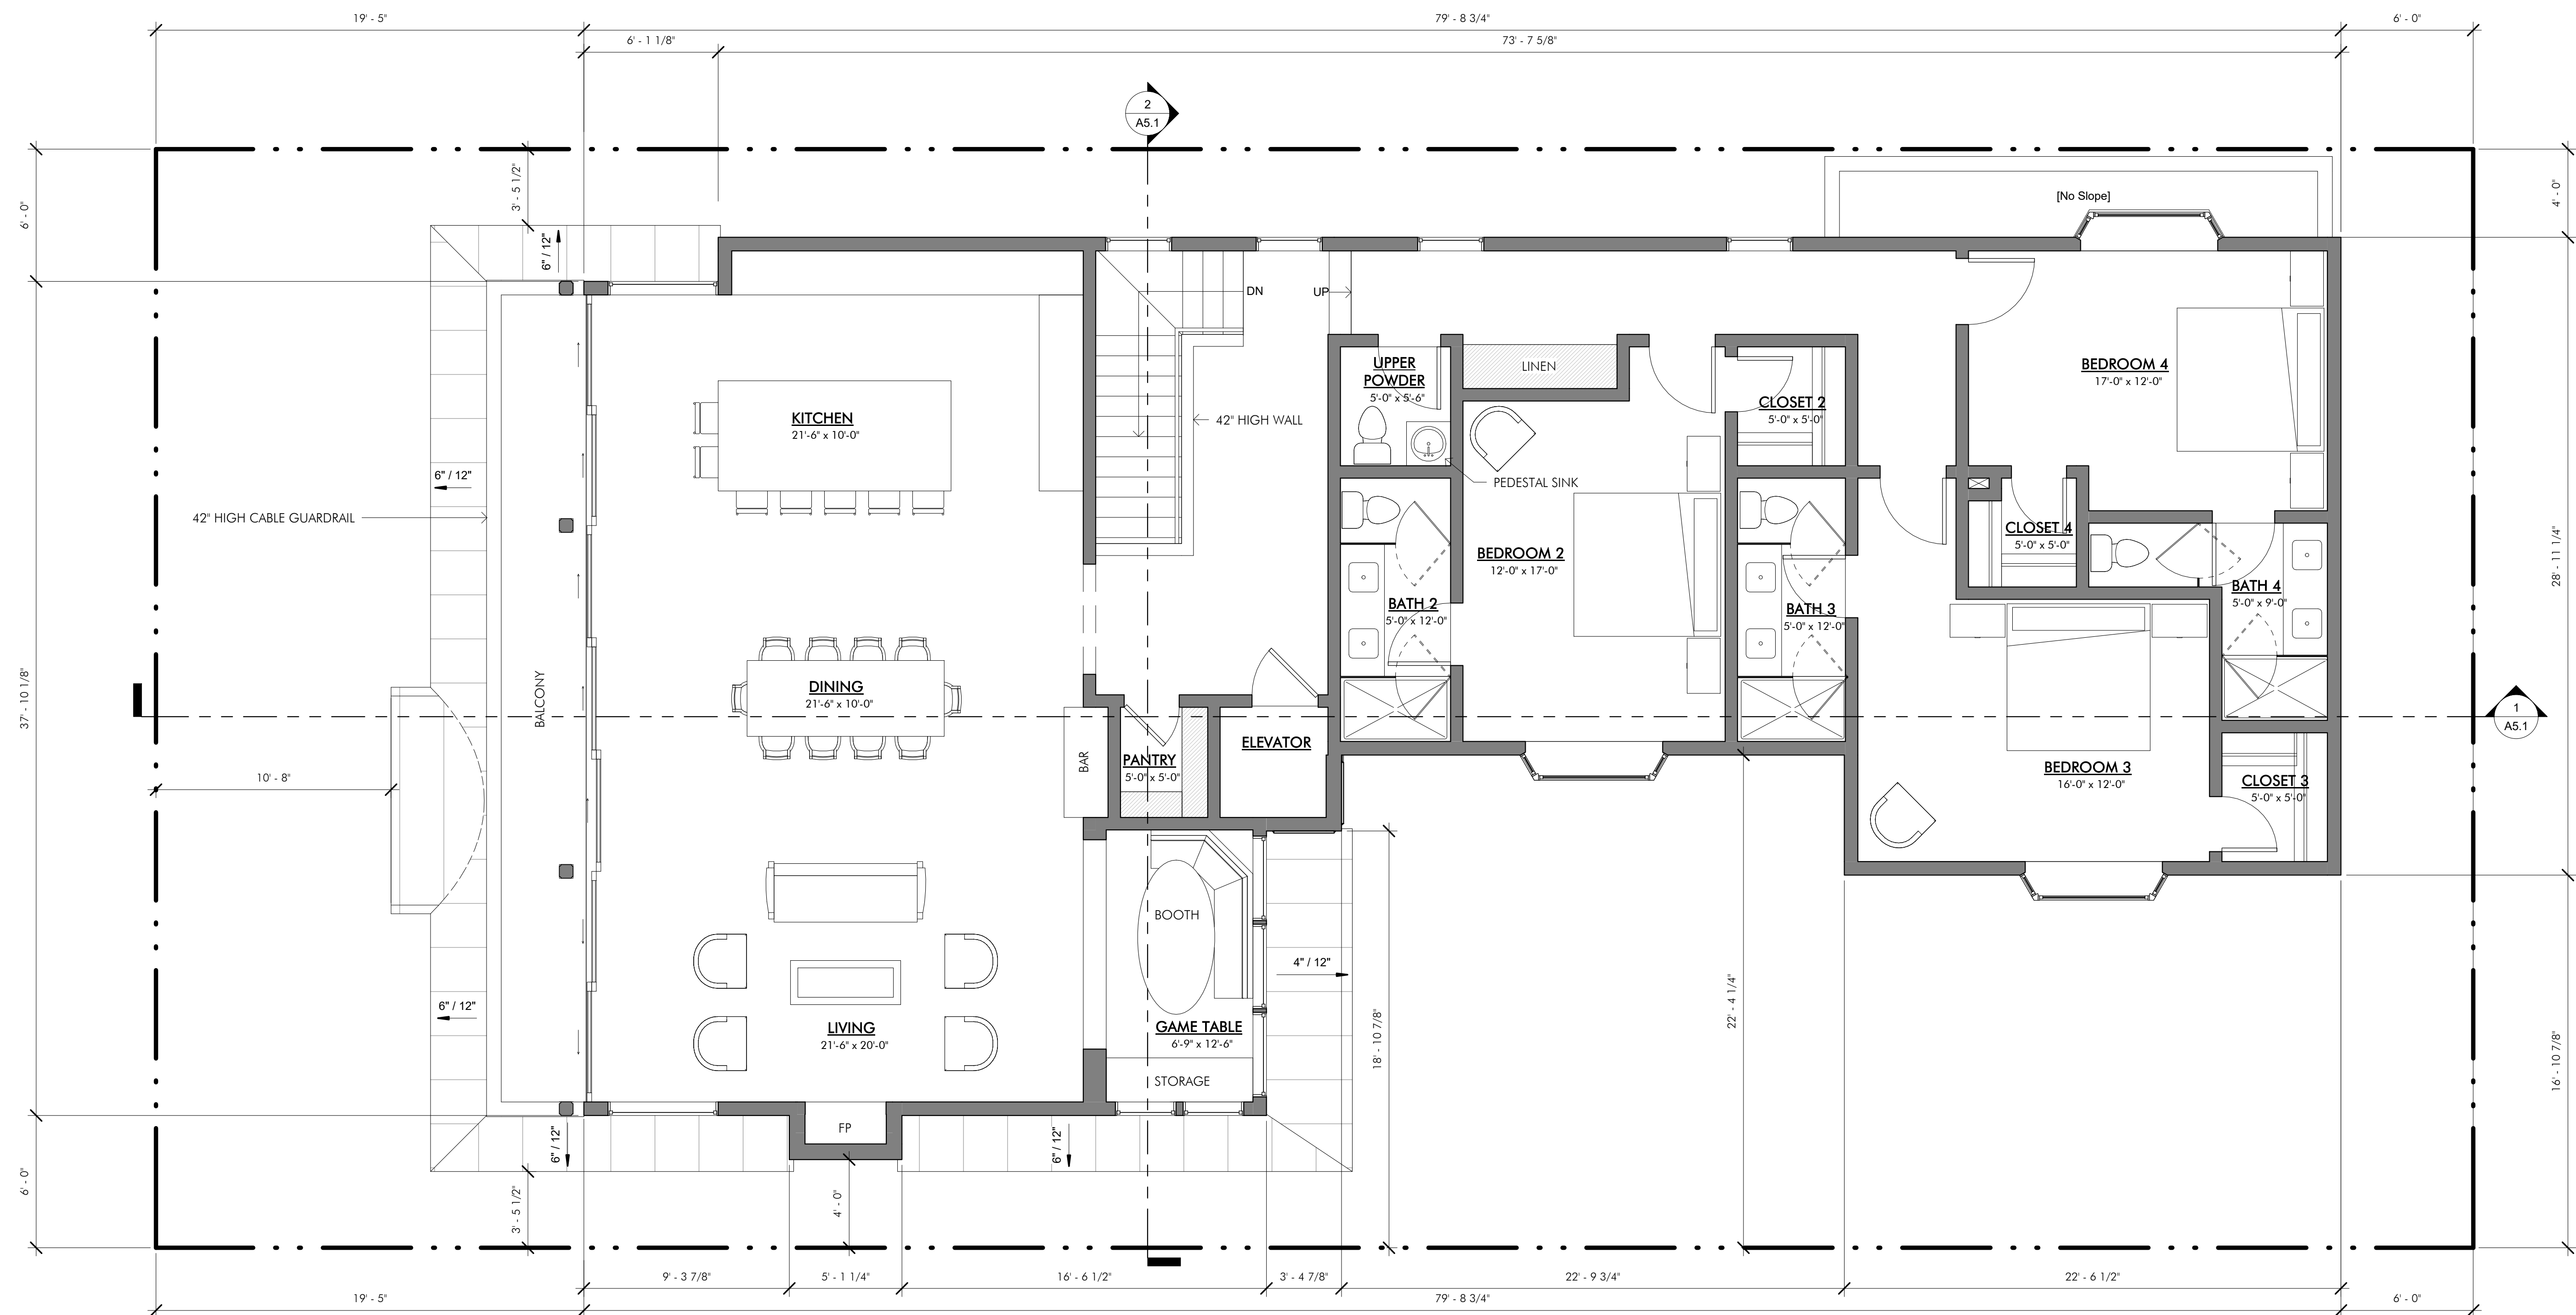 19' - 5"
79' - 8 3/4"
6' - 0"
6' - 1 1/8"
73' - 7 5/8"
2
A5.1
6' - 0"
3' - 5 1/2"
4' - 0"
[No Slope]
6" / 12"
DN
UP
UPPER
POWDER
5'-0" x 5'-6"
LINEN
BEDROOM 4
17'-0" x 12'-0"
KITCHEN
21'-6" x 10'-0"
42" HIGH WALL
CLOSET 2
5'-0" x 5'-0"
6" / 12"
PEDESTAL SINK
42" HIGH CABLE GUARDRAIL
CLOSET 4
5'-0" x 5'-0"
BEDROOM 2
12'-0" x 17'-0"
28' - 11 1/4"
BATH 4
5'-0" x 9'-0"
BATH 2
5'-0" x 12'-0"
BATH 3
5'-0" x 12'-0"
37' - 10 1/8"
BALCONY
DINING
21'-6" x 10'-0"
1
A5.1
ELEVATOR
BAR
PANTRY
5'-0" x 5'-0"
10' - 8"
BEDROOM 3
16'-0" x 12'-0"
CLOSET 3
5'-0" x 5'-0"
BOOTH
4" / 12"
6" / 12"
22' - 4 1/4"
18' - 10 7/8"
LIVING
21'-6" x 20'-0"
GAME TABLE
6'-9" x 12'-6"
16' - 10 7/8"
STORAGE
FP
6" / 12"
6" / 12"
6' - 0"
3' - 5 1/2"
4' - 0"
9' - 3 7/8"
5' - 1 1/4"
16' - 6 1/2"
3' - 4 7/8"
22' - 9 3/4"
22' - 6 1/2"
19' - 5"
79' - 8 3/4"
6' - 0"